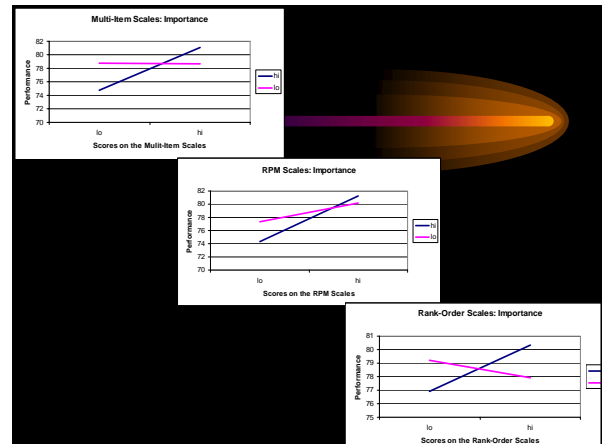 Multi-Item Scales: Importance
82
80
78
76
74
72
70
Performance
lo hi
Scores on the Mulit-Item Scales
hi
lo
RPM Scales: Importance
82
80
78
76
74
72
70
Performance
lo hi
Scores on the RPM Scales
hi
lo
Rank-Order Scales: Importance
81
80
79
78
77
76
75
Performance
lo hi
Scores on the Rank-Order Scales